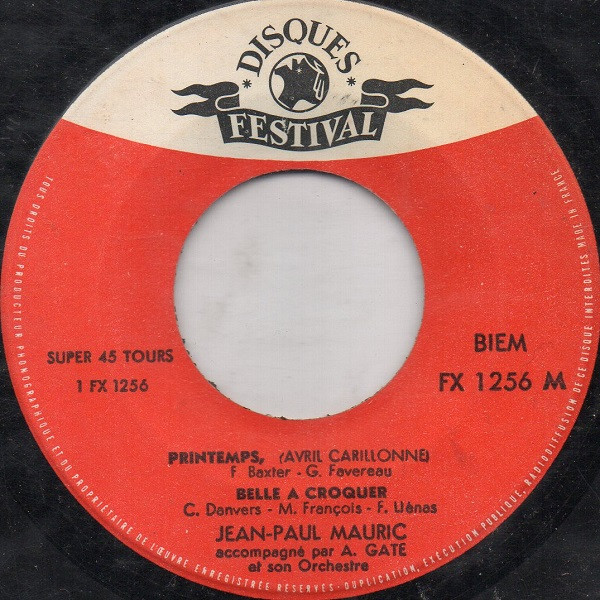 DISQUES
FESTIVAL
SUPER 45 TOURS
1 FX 1256
BIEM
FX 1256 M
PRINTEMPS, (AVRIL CARILLONNE)
F. Baxter - G. Favereau
BELLE A CROQUER
C. Danvers - M. François - F. Llénas
JEAN-PAUL MAURIC
accompagné par A. GATE
et son Orchestre
TOUS DROITS DU PRODUCTEUR PHONOGRAPHIQUE ET DU PROPRIÉTAIRE DE L'ŒUVRE ENREGISTRÉE RÉSERVÉS - DUPLICATION, EXÉCUTION PUBLIQUE, RADIODIFFUSION DE CE DISQUE INTERDITES MADE IN FRANCE